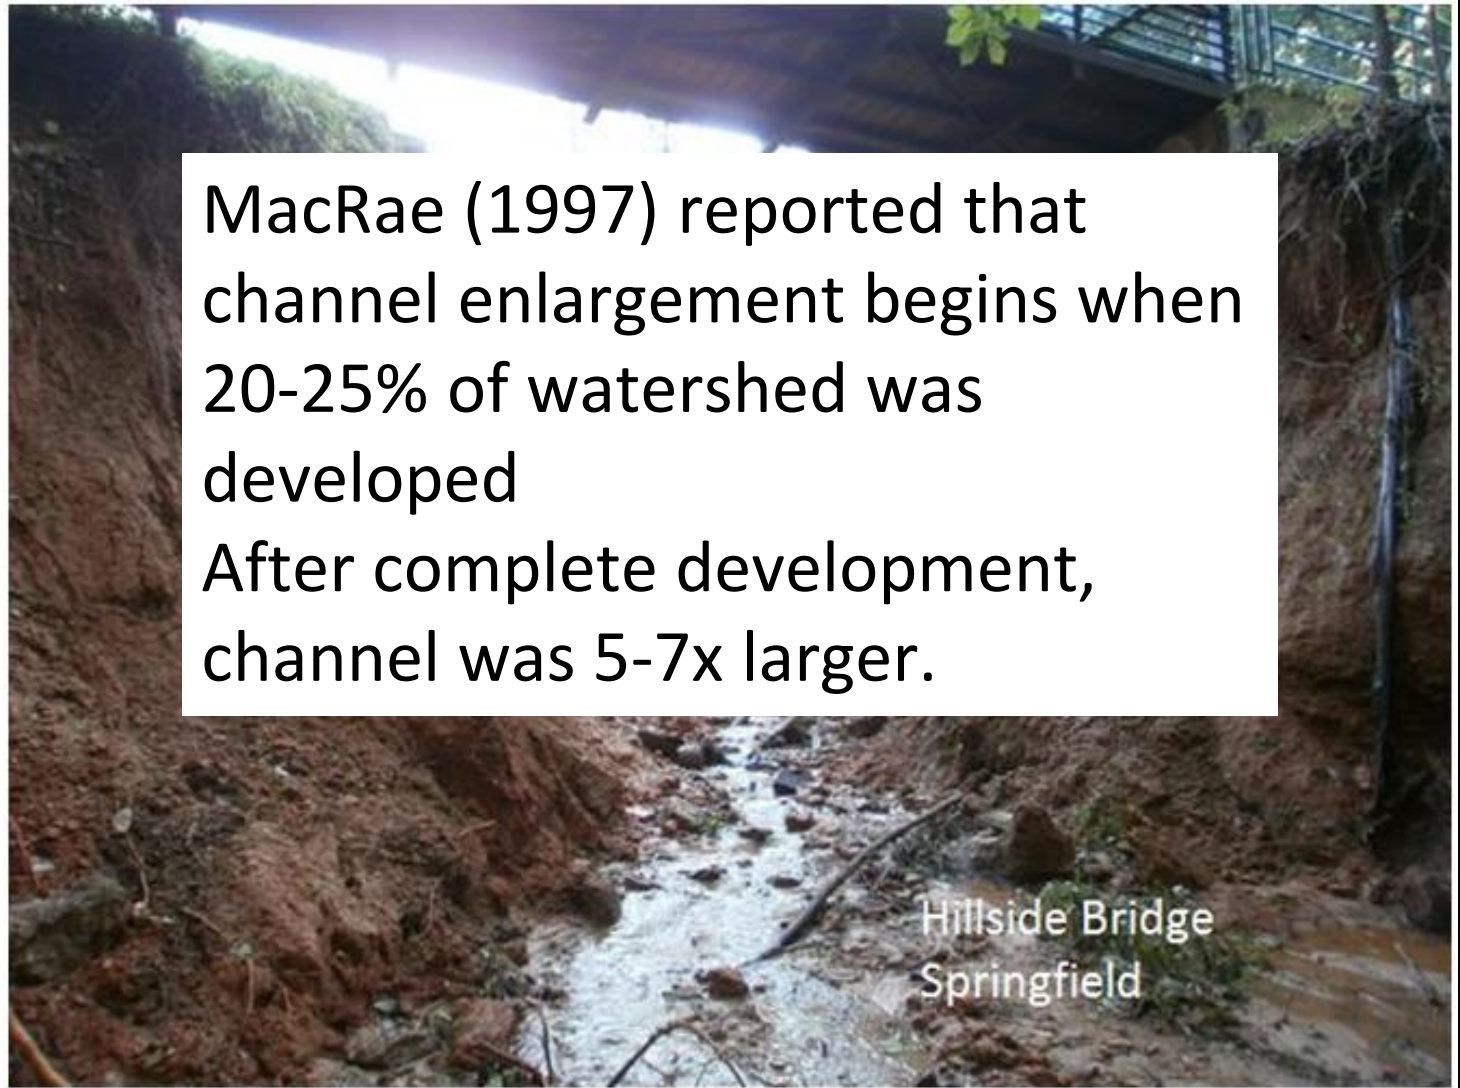 MacRae (1997) reported that
channel enlargement begins when
20-25% of watershed was
developed
After complete development,
channel was 5-7x larger.
Hillside Bridge
Springfield